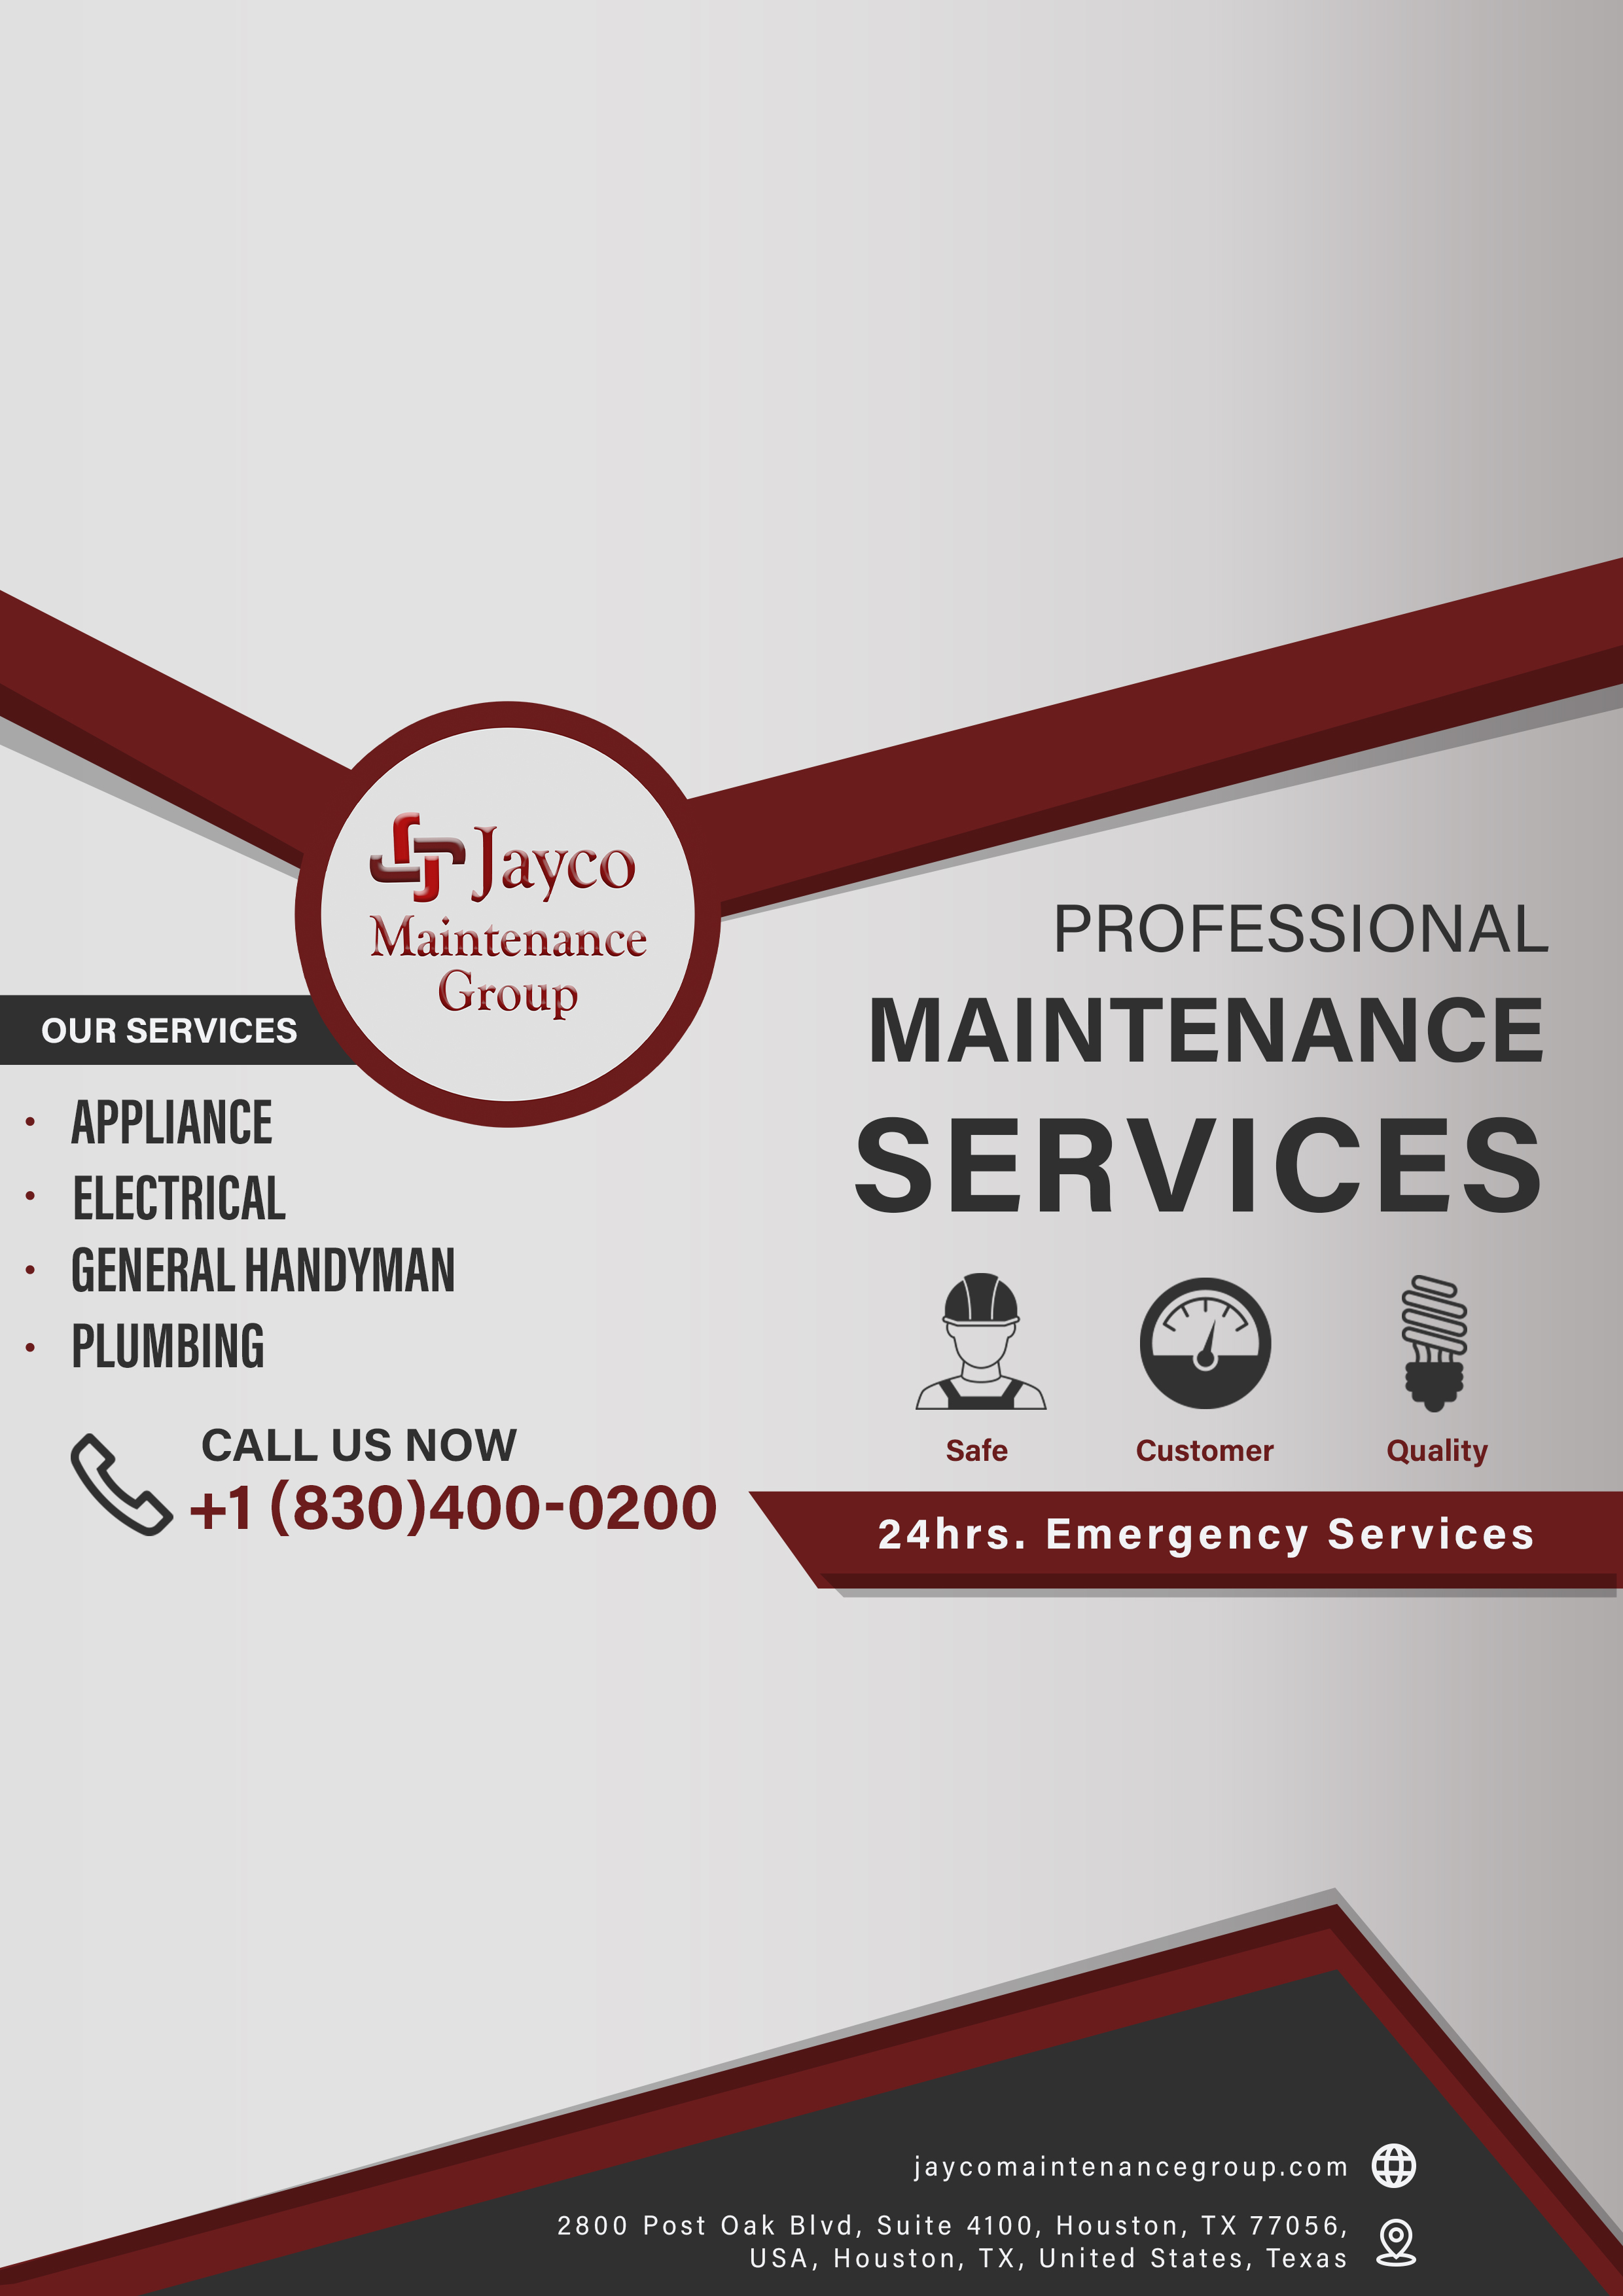 Jayco
Maintenance
Group
OUR SERVICES
• APPLIANCE
• ELECTRICAL
• GENERAL HANDYMAN
• PLUMBING
CALL US NOW
+1 (830)400-0200
PROFESSIONAL
MAINTENANCE
SERVICES
Safe
Customer
Quality
24hrs. Emergency Services
jaycomaintenancegroup.com
2800 Post Oak Blvd, Suite 4100, Houston, TX 77056,
USA, Houston, TX, United States, Texas